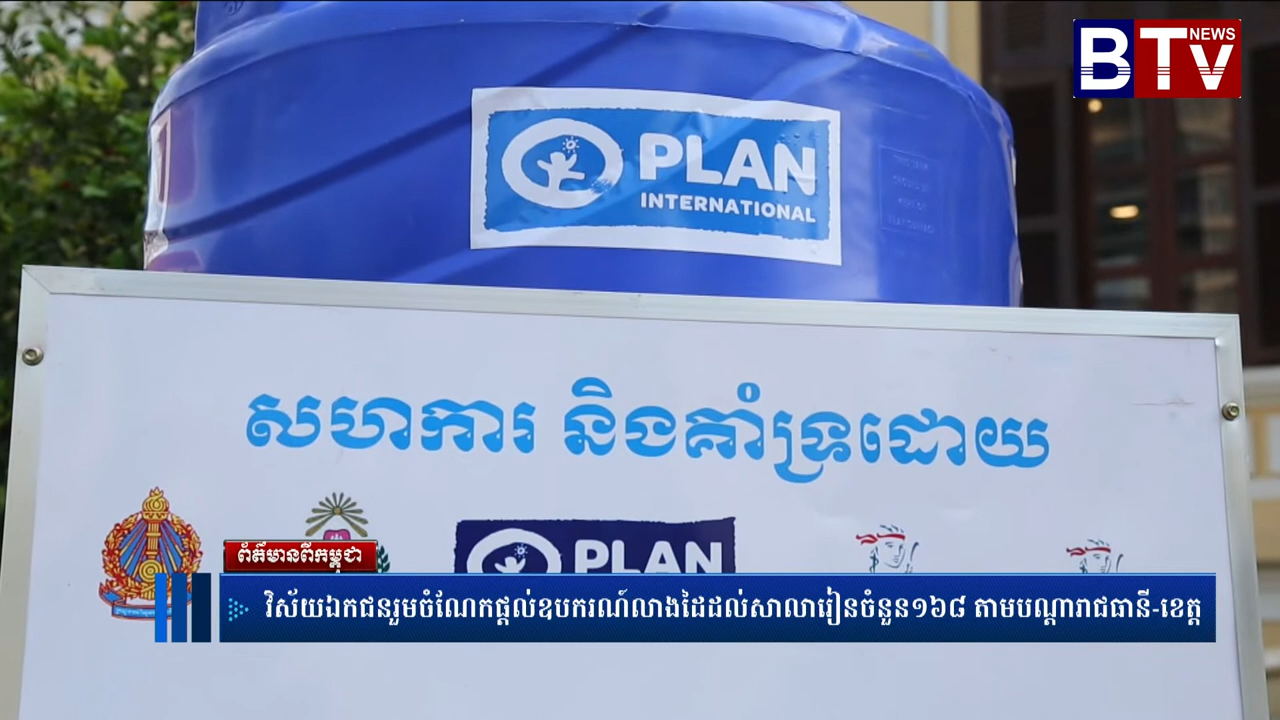 BTV NEWS
PLAN
INTERNATIONAL
សហការ និងគាំទ្រដោយ
PLAN
ព័ត៌មានពីកម្ពុជា
វិស័យឯកជនរួមចំណែកផ្តល់ឧបករណ៍លាងដៃដល់សាលារៀនចំនួន១៦៨ តាមបណ្តារាជធានី-ខេត្ត